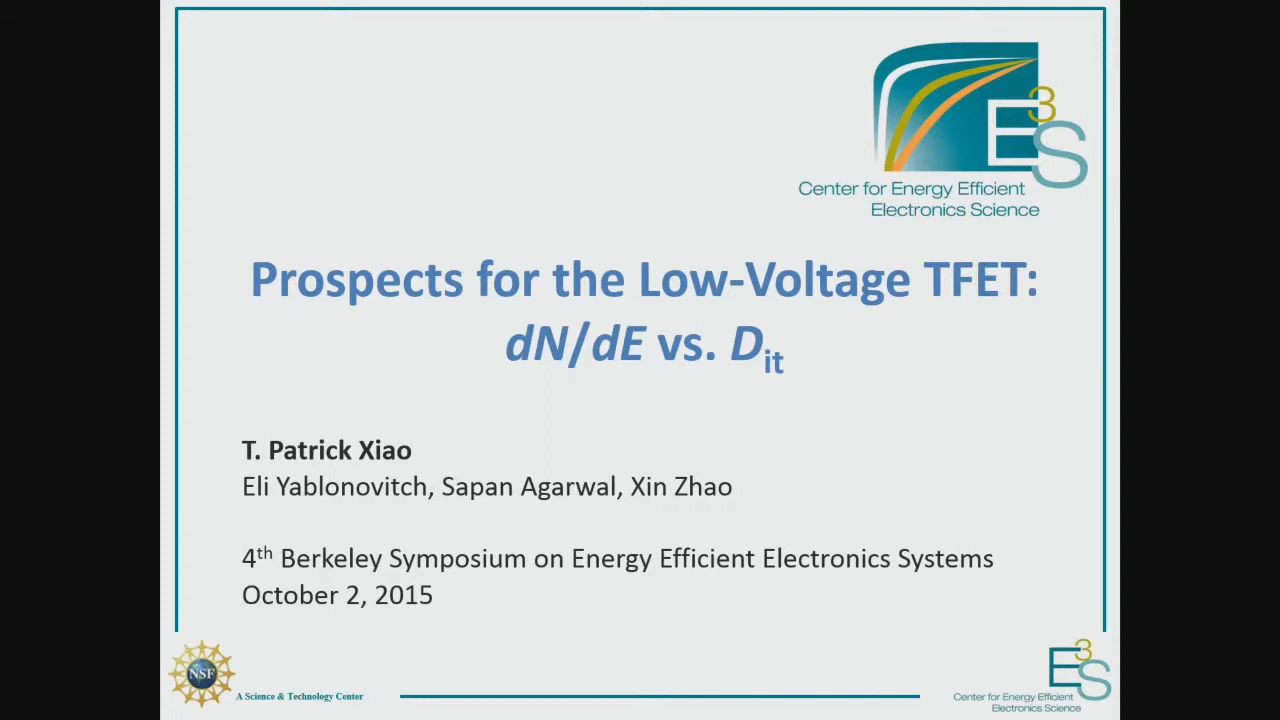 E3S
Center for Energy Efficient
Electronics Science
Prospects for the Low-Voltage TFET:
dN/dE vs. Dit
T. Patrick Xiao
Eli Yablonovitch, Sapan Agarwal, Xin Zhao
4th Berkeley Symposium on Energy Efficient Electronics Systems
October 2, 2015
NSF
A Science & Technology Center
E3S
Center for Energy Efficient
Electronics Science